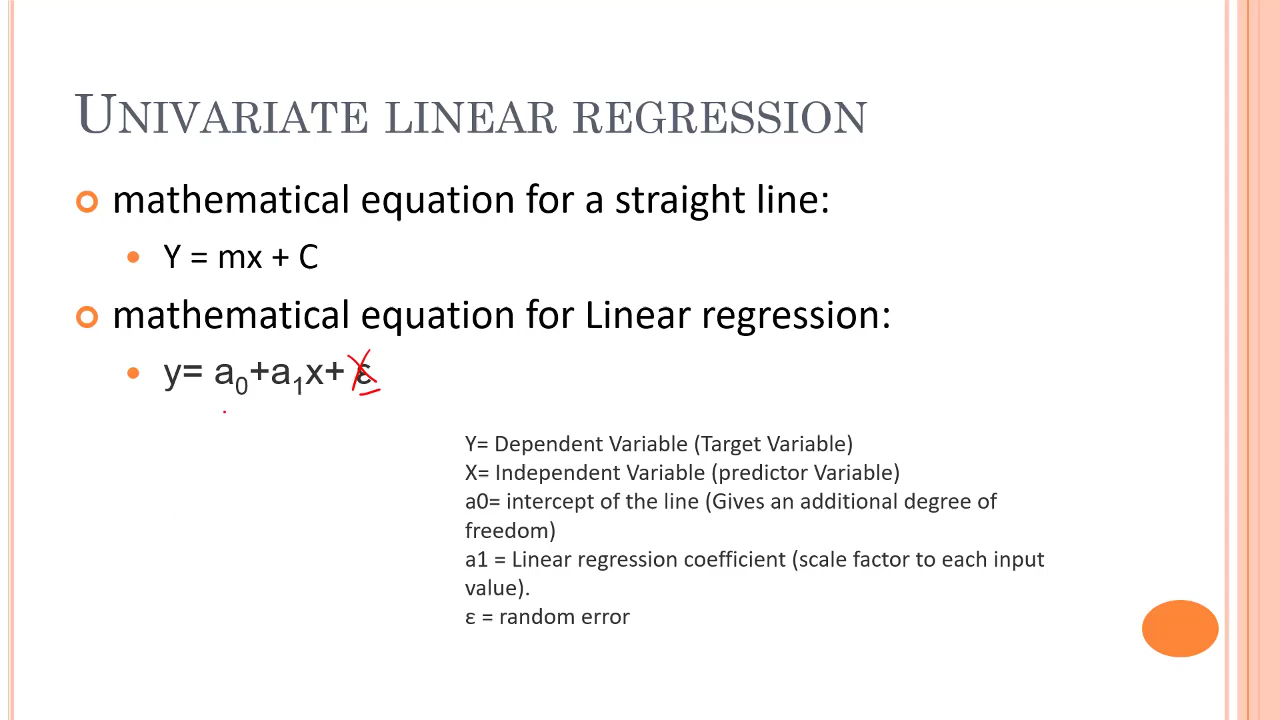 UNIVARIATE LINEAR REGRESSION
mathematical equation for a straight line:
Y = mx + C
mathematical equation for Linear regression:
y= a₀+a₁x+ ε
Y= Dependent Variable (Target Variable)
X= Independent Variable (predictor Variable)
a0= intercept of the line (Gives an additional degree of
freedom)
a1 = Linear regression coefficient (scale factor to each input
value).
ε = random error